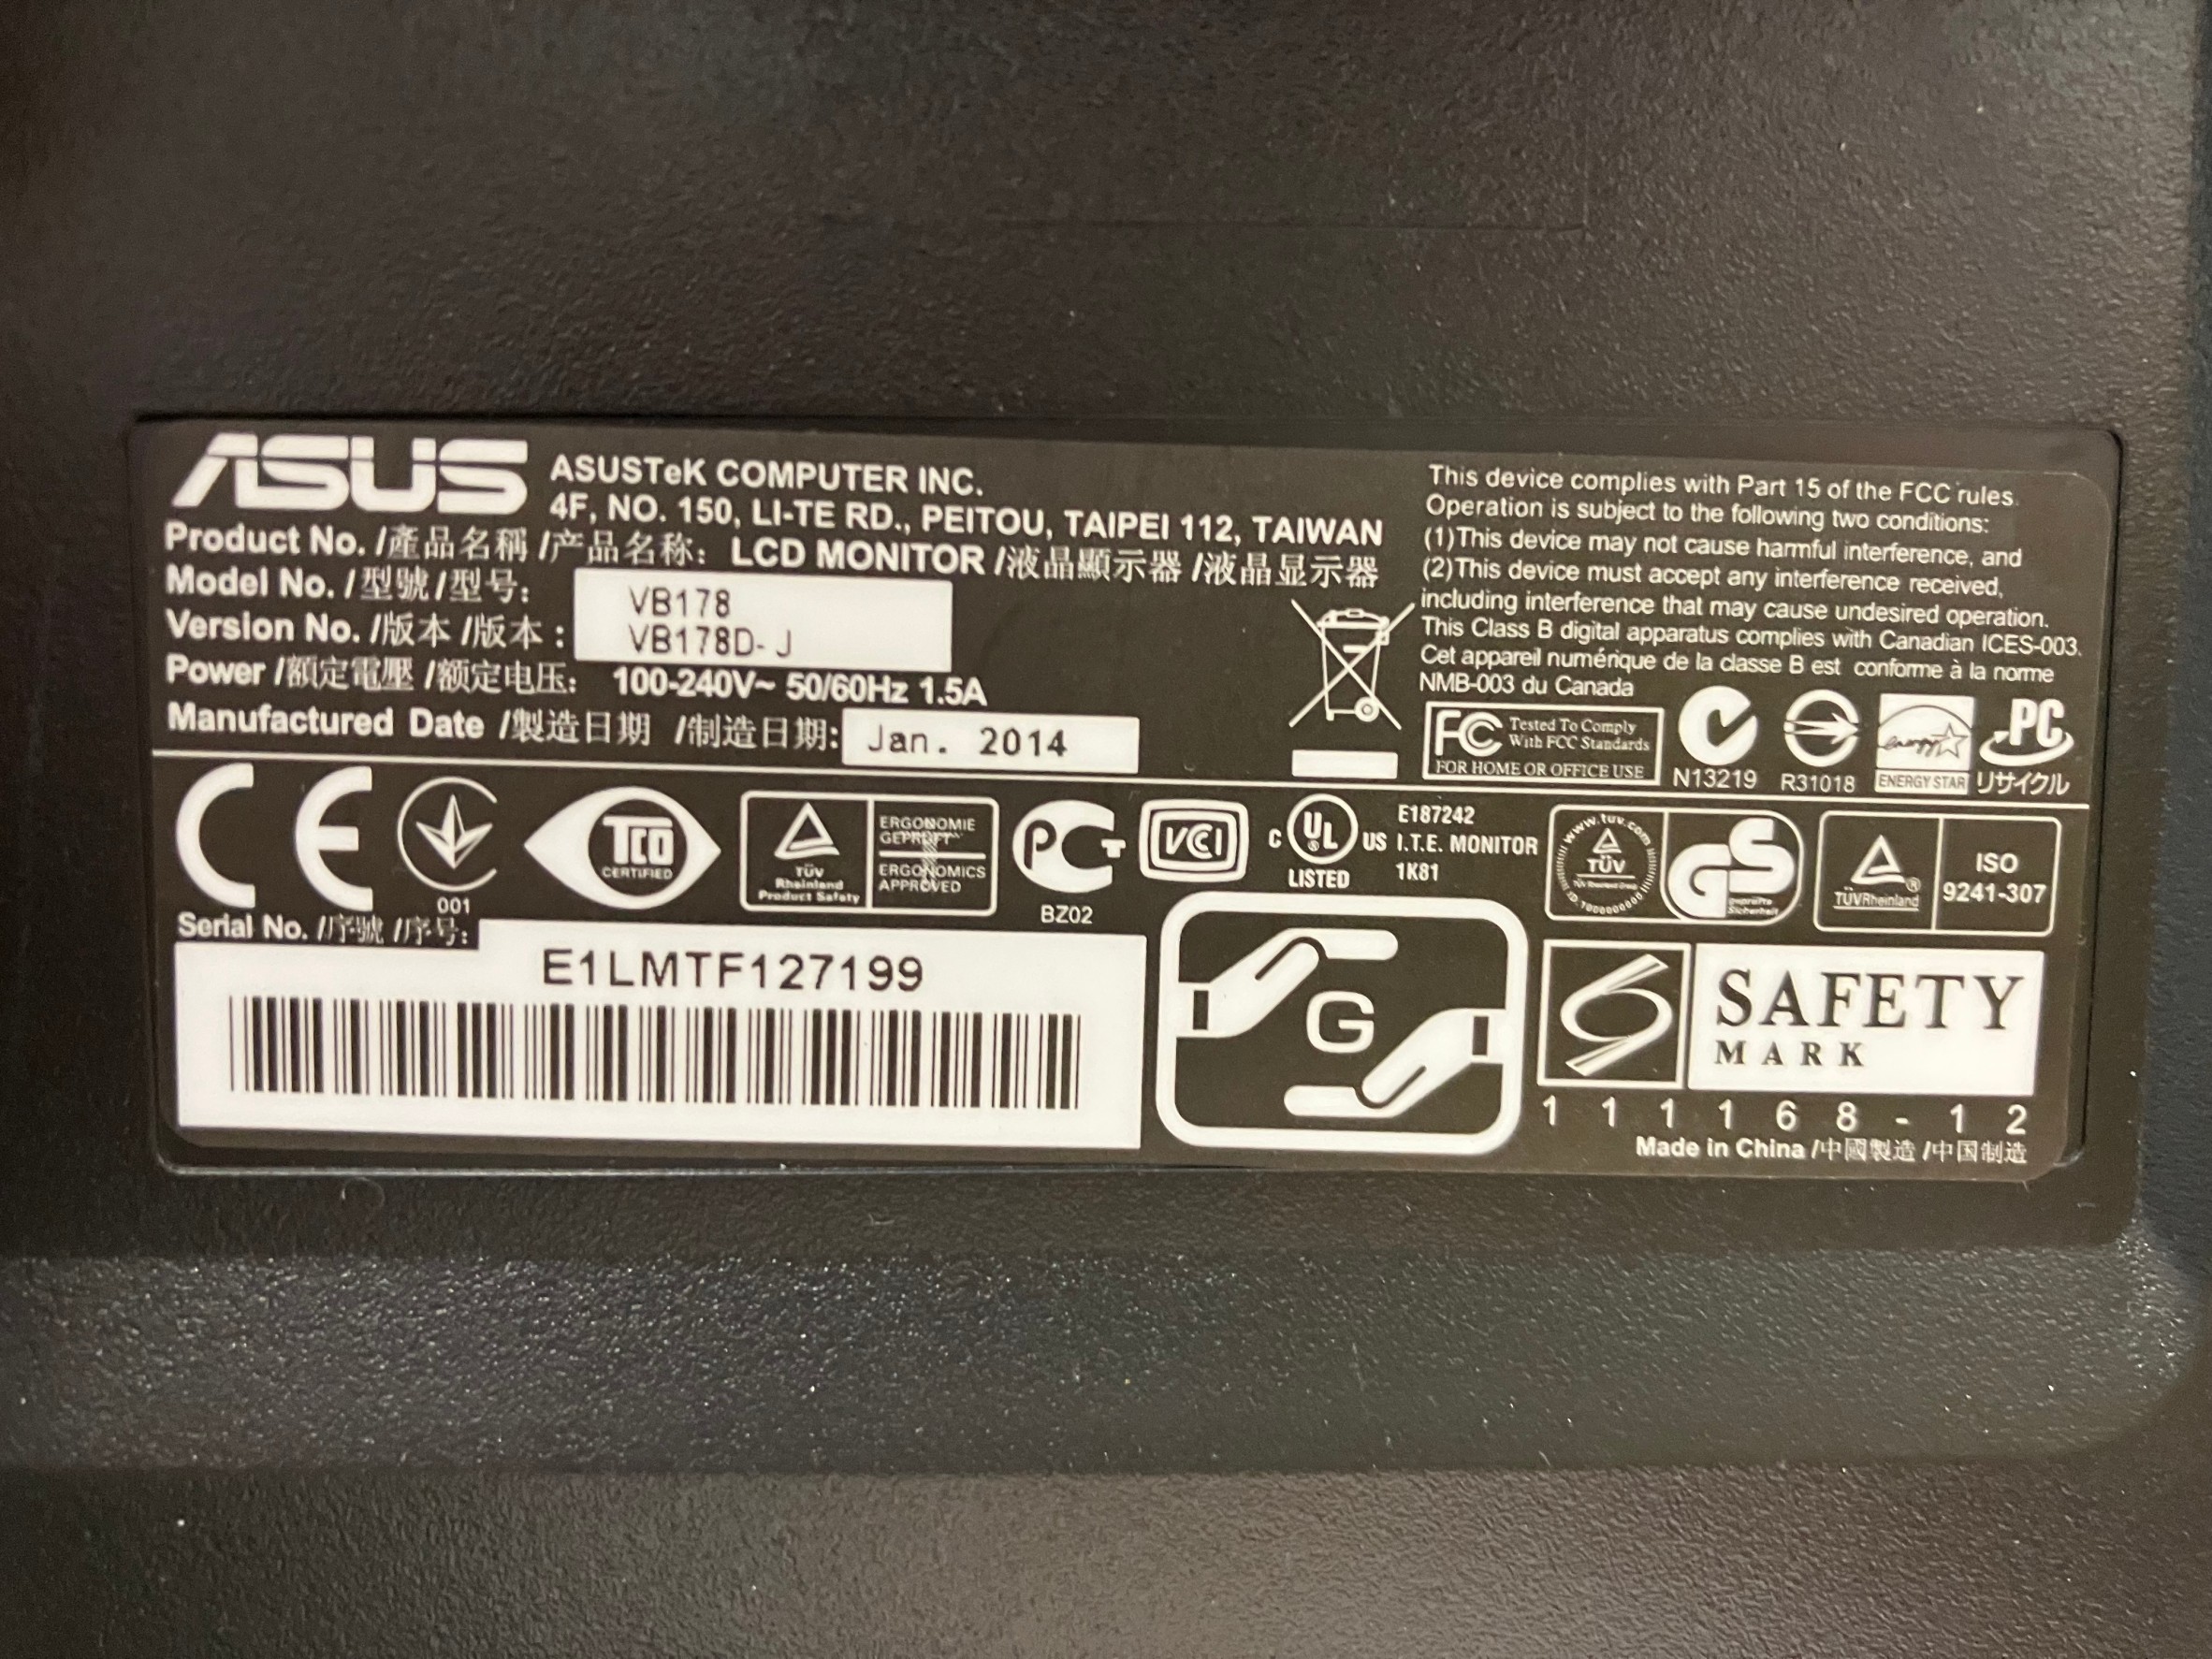 ASUS
ASUSTeK COMPUTER INC.
4F, NO. 150, LI-TE RD., PEITOU, TAIPEI 112, TAIWAN
Product No. /產品名稱 /产品名称: LCD MONITOR /液晶顯示器 /液晶显示器
Model No. /型號 /型号: VB178
Version No. /版本 /版本 : VB178D-J
Power /額定電壓 /额定电压: 100-240V~ 50/60Hz 1.5A
Manufactured Date /製造日期 /制造日期: Jan. 2014
This device complies with Part 15 of the FCC rules.
Operation is subject to the following two conditions:
(1)This device may not cause harmful interference, and
(2)This device must accept any interference received,
including interference that may cause undesired operation.
This Class B digital apparatus complies with Canadian ICES-003.
Cet appareil numérique de la classe B est conforme à la norme
NMB-003 du Canada
FC Tested To Comply
With FCC Standards
FOR HOME OR OFFICE USE
N13219
R31018
energy
ENERGY STAR
PC
リサイクル
CE
001
TCO
CERTIFIED
TÜV
Rheinland
Product Safety
ERGONOMIE
GEPRÜFT
ERGONOMICS
APPROVED
PCT
BZ02
VCI
C UL US
LISTED
E187242
I.T.E. MONITOR
1K81
www.tuv.com
TÜV
GS
geprüfte
Sicherheit
TÜVRheinland
ISO
9241-307
Serial No. /序號 /序号:
E1LMTF127199
G
SAFETY
MARK
111168-12
Made in China /中國製造 /中国制造